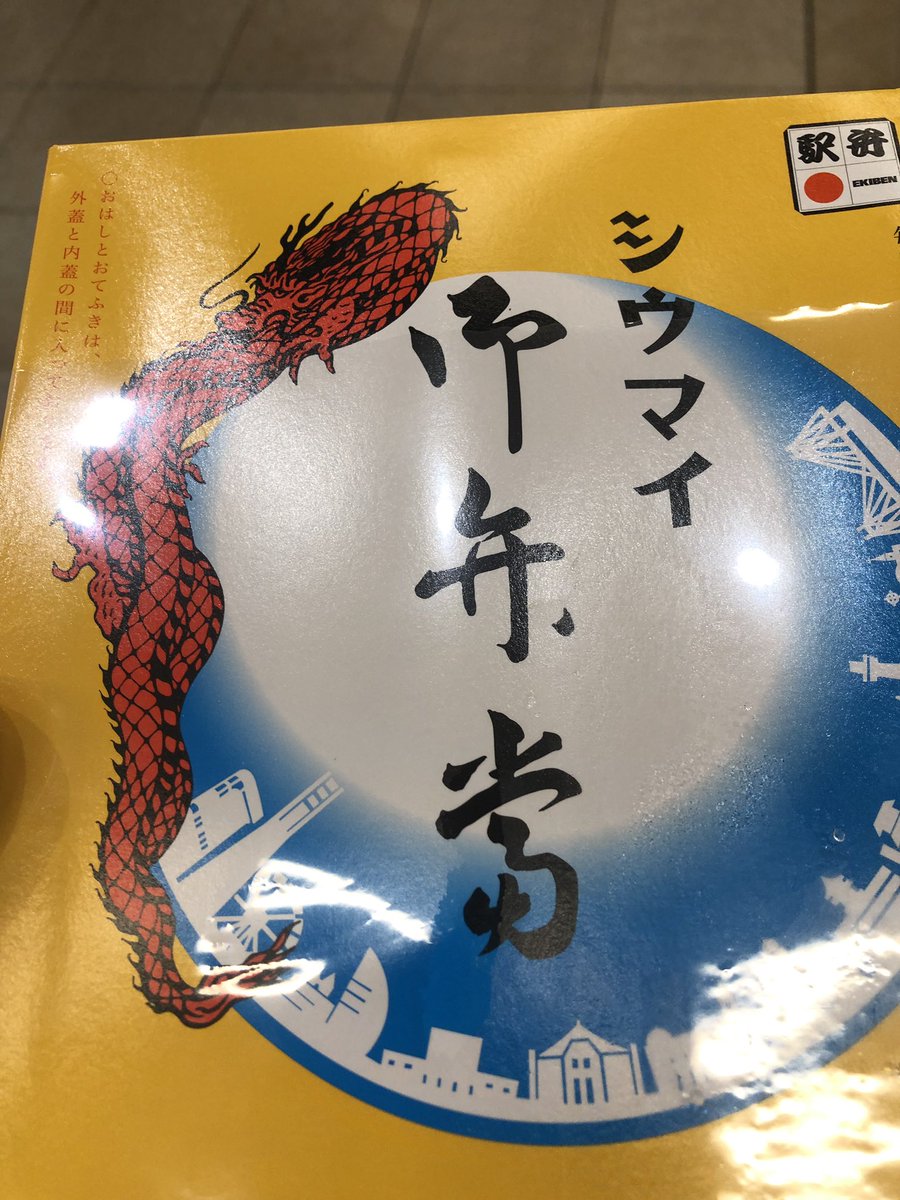 駅弁
EKIBEN
シウマイ
御弁当
〇おはしとおてふきは、
外蓋と内蓋の間に入って